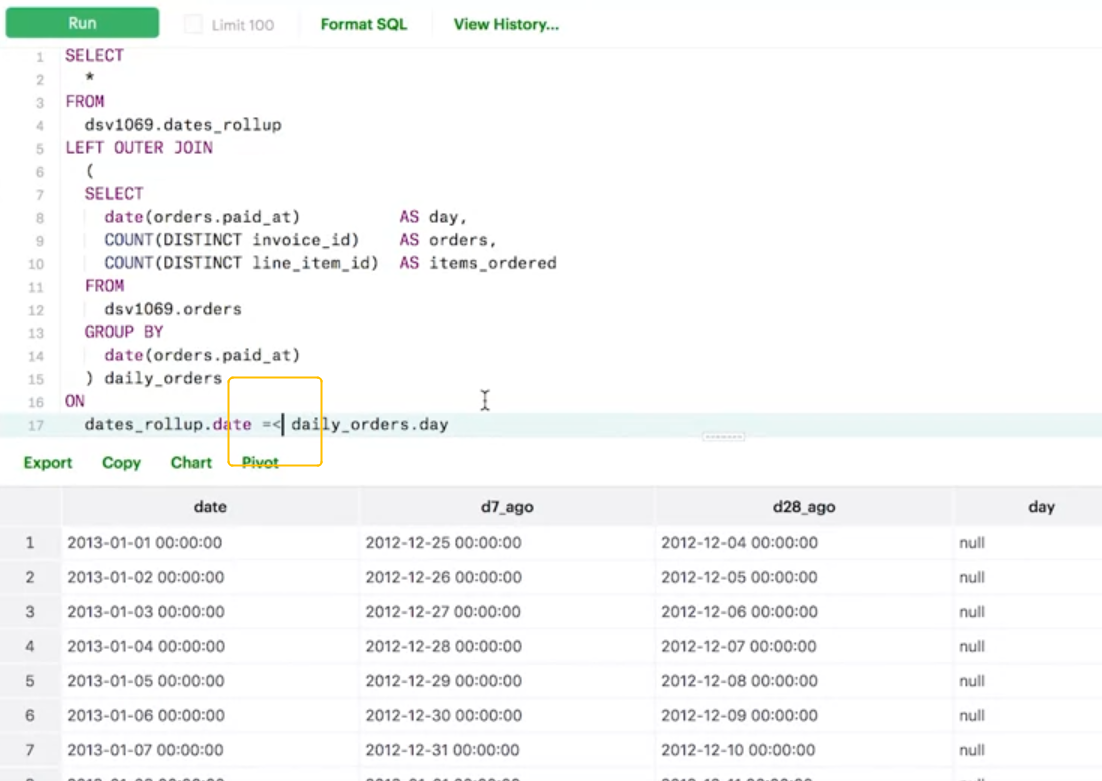 Run Limit 100 Format SQL View History...
1 SELECT
2 *
3 FROM
4 dsv1069.dates_rollup
5 LEFT OUTER JOIN
6 (
7 SELECT
8 date(orders.paid_at) AS day,
9 COUNT(DISTINCT invoice_id) AS orders,
10 COUNT(DISTINCT line_item_id) AS items_ordered
11 FROM
12 dsv1069.orders
13 GROUP BY
14 date(orders.paid_at)
15 ) daily_orders
16 ON
17 dates_rollup.date =< daily_orders.day
Export Copy Chart Pivot
date d7_ago d28_ago day
1 2013-01-01 00:00:00 2012-12-25 00:00:00 2012-12-04 00:00:00 null
2 2013-01-02 00:00:00 2012-12-26 00:00:00 2012-12-05 00:00:00 null
3 2013-01-03 00:00:00 2012-12-27 00:00:00 2012-12-06 00:00:00 null
4 2013-01-04 00:00:00 2012-12-28 00:00:00 2012-12-07 00:00:00 null
5 2013-01-05 00:00:00 2012-12-29 00:00:00 2012-12-08 00:00:00 null
6 2013-01-06 00:00:00 2012-12-30 00:00:00 2012-12-09 00:00:00 null
7 2013-01-07 00:00:00 2012-12-31 00:00:00 2012-12-10 00:00:00 null